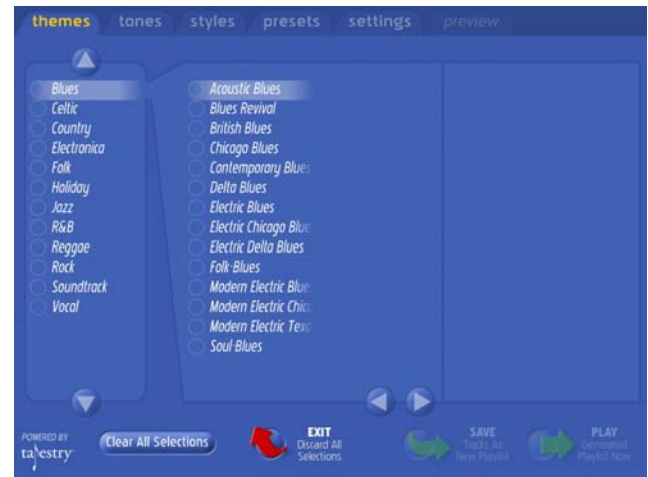 themes tones styles presets settings preview
Blues
Celtic
Country
Electronica
Folk
Holiday
Jazz
R&B
Reggae
Rock
Soundtrack
Vocal
Acoustic Blues
Blues Revival
British Blues
Chicago Blues
Contemporary Blues
Delta Blues
Electric Blues
Electric Chicago Blue
Electric Delta Blues
Folk-Blues
Modern Electric Blue
Modern Electric Chic
Modern Electric Texa
Soul-Blues
POWERED BY
tapestry
Clear All Selections
EXIT
Discard All
Selections
SAVE
Tracks As
New Playlist
PLAY
Generated
Playlist Now